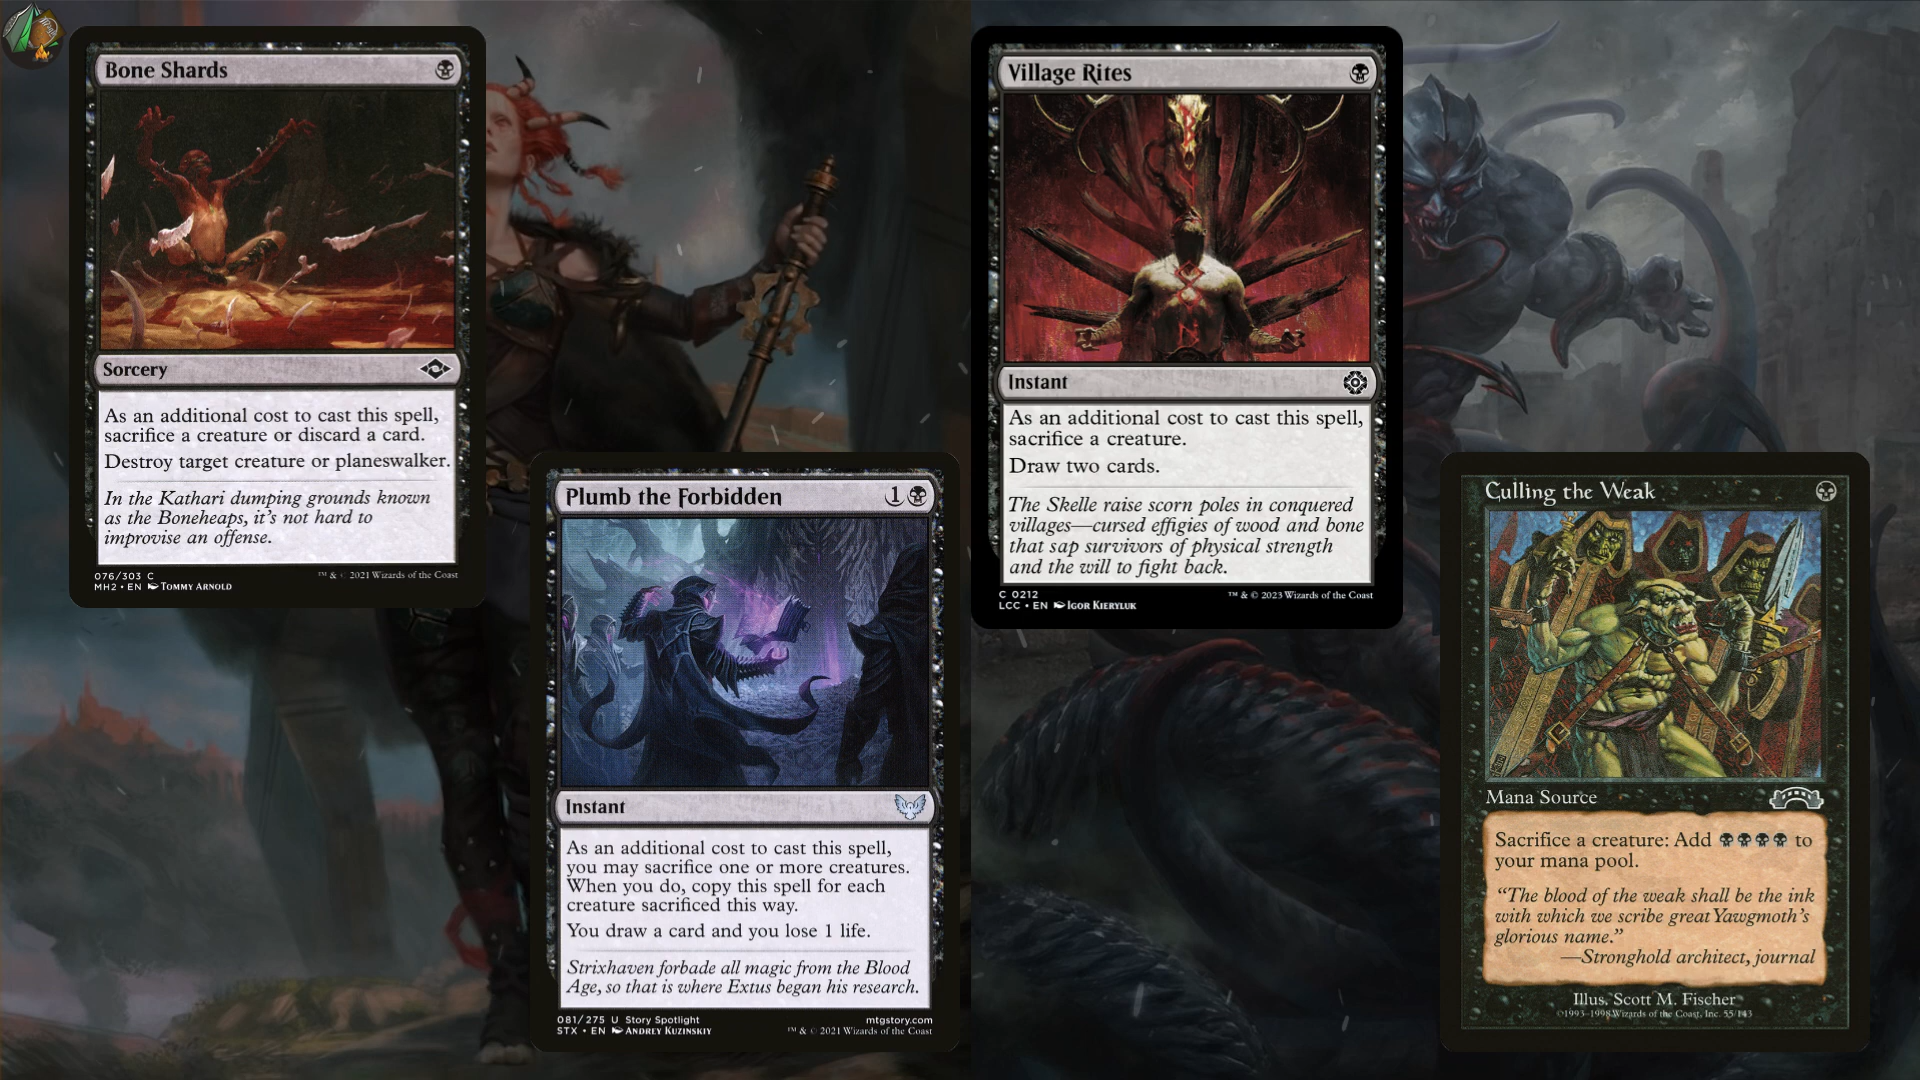 Bone Shards
Sorcery
As an additional cost to cast this spell,
sacrifice a creature or discard a card.
Destroy target creature or planeswalker.
In the Kathari dumping grounds known
as the Boneheaps, it's not hard to
improvise an offense.
076/303 C
MH2 • EN Tommy Arnold
™ & © 2021 Wizards of the Coast
Plumb the Forbidden
1
Instant
As an additional cost to cast this spell,
you may sacrifice one or more creatures.
When you do, copy this spell for each
creature sacrificed this way.
You draw a card and you lose 1 life.
Strixhaven forbade all magic from the Blood
Age, so that is where Extus began his research.
081/275 U Story Spotlight
mtgstory.com
STX • EN Andrey Kuzinskiy
™ & © 2021 Wizards of the Coast
Village Rites
Instant
As an additional cost to cast this spell,
sacrifice a creature.
Draw two cards.
The Skelle raise scorn poles in conquered
villages—cursed effigies of wood and bone
that sap survivors of physical strength
and the will to fight back.
C 0212
LCC • EN Igor Kieryluk
™ & © 2023 Wizards of the Coast
Culling the Weak
Mana Source
Sacrifice a creature: Add to
your mana pool.
“The blood of the weak shall be the ink
with which we scribe great Yawgmoth's
glorious name.”
—Stronghold architect, journal
Illus. Scott M. Fischer
©1993–1998 Wizards of the Coast, Inc. 55/143